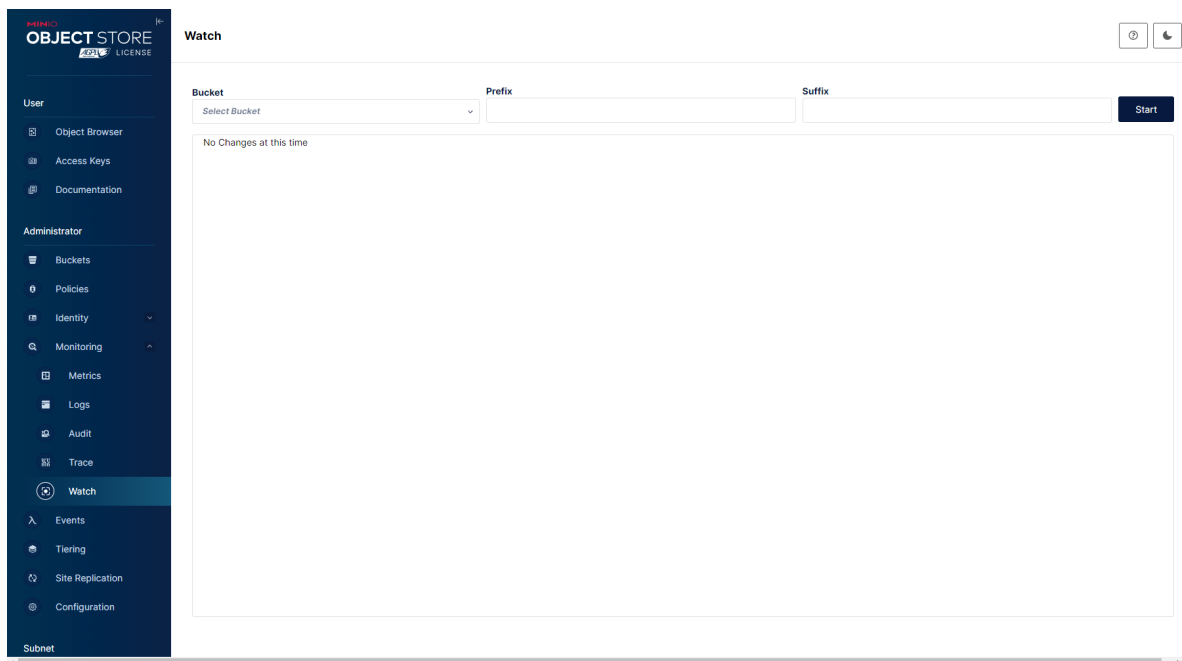 MINIO
OBJECT STORE
AGPLv3 LICENSE
User
Object Browser
Access Keys
Documentation
Administrator
Buckets
Policies
Identity
Monitoring
Metrics
Logs
Audit
Trace
Watch
Events
Tiering
Site Replication
Configuration
Subnet
Watch
Bucket
Select Bucket
Prefix
Suffix
Start
No Changes at this time